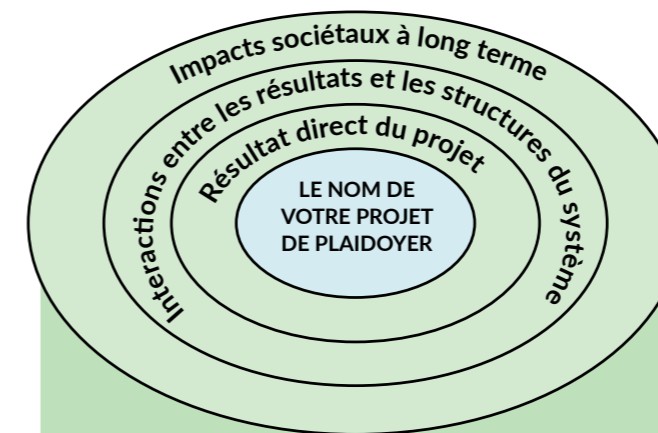 Impacts sociétaux à long terme
Interactions entre les résultats et les structures du système
Résultat direct du projet
LE NOM DE
VOTRE PROJET
DE PLAIDOYER